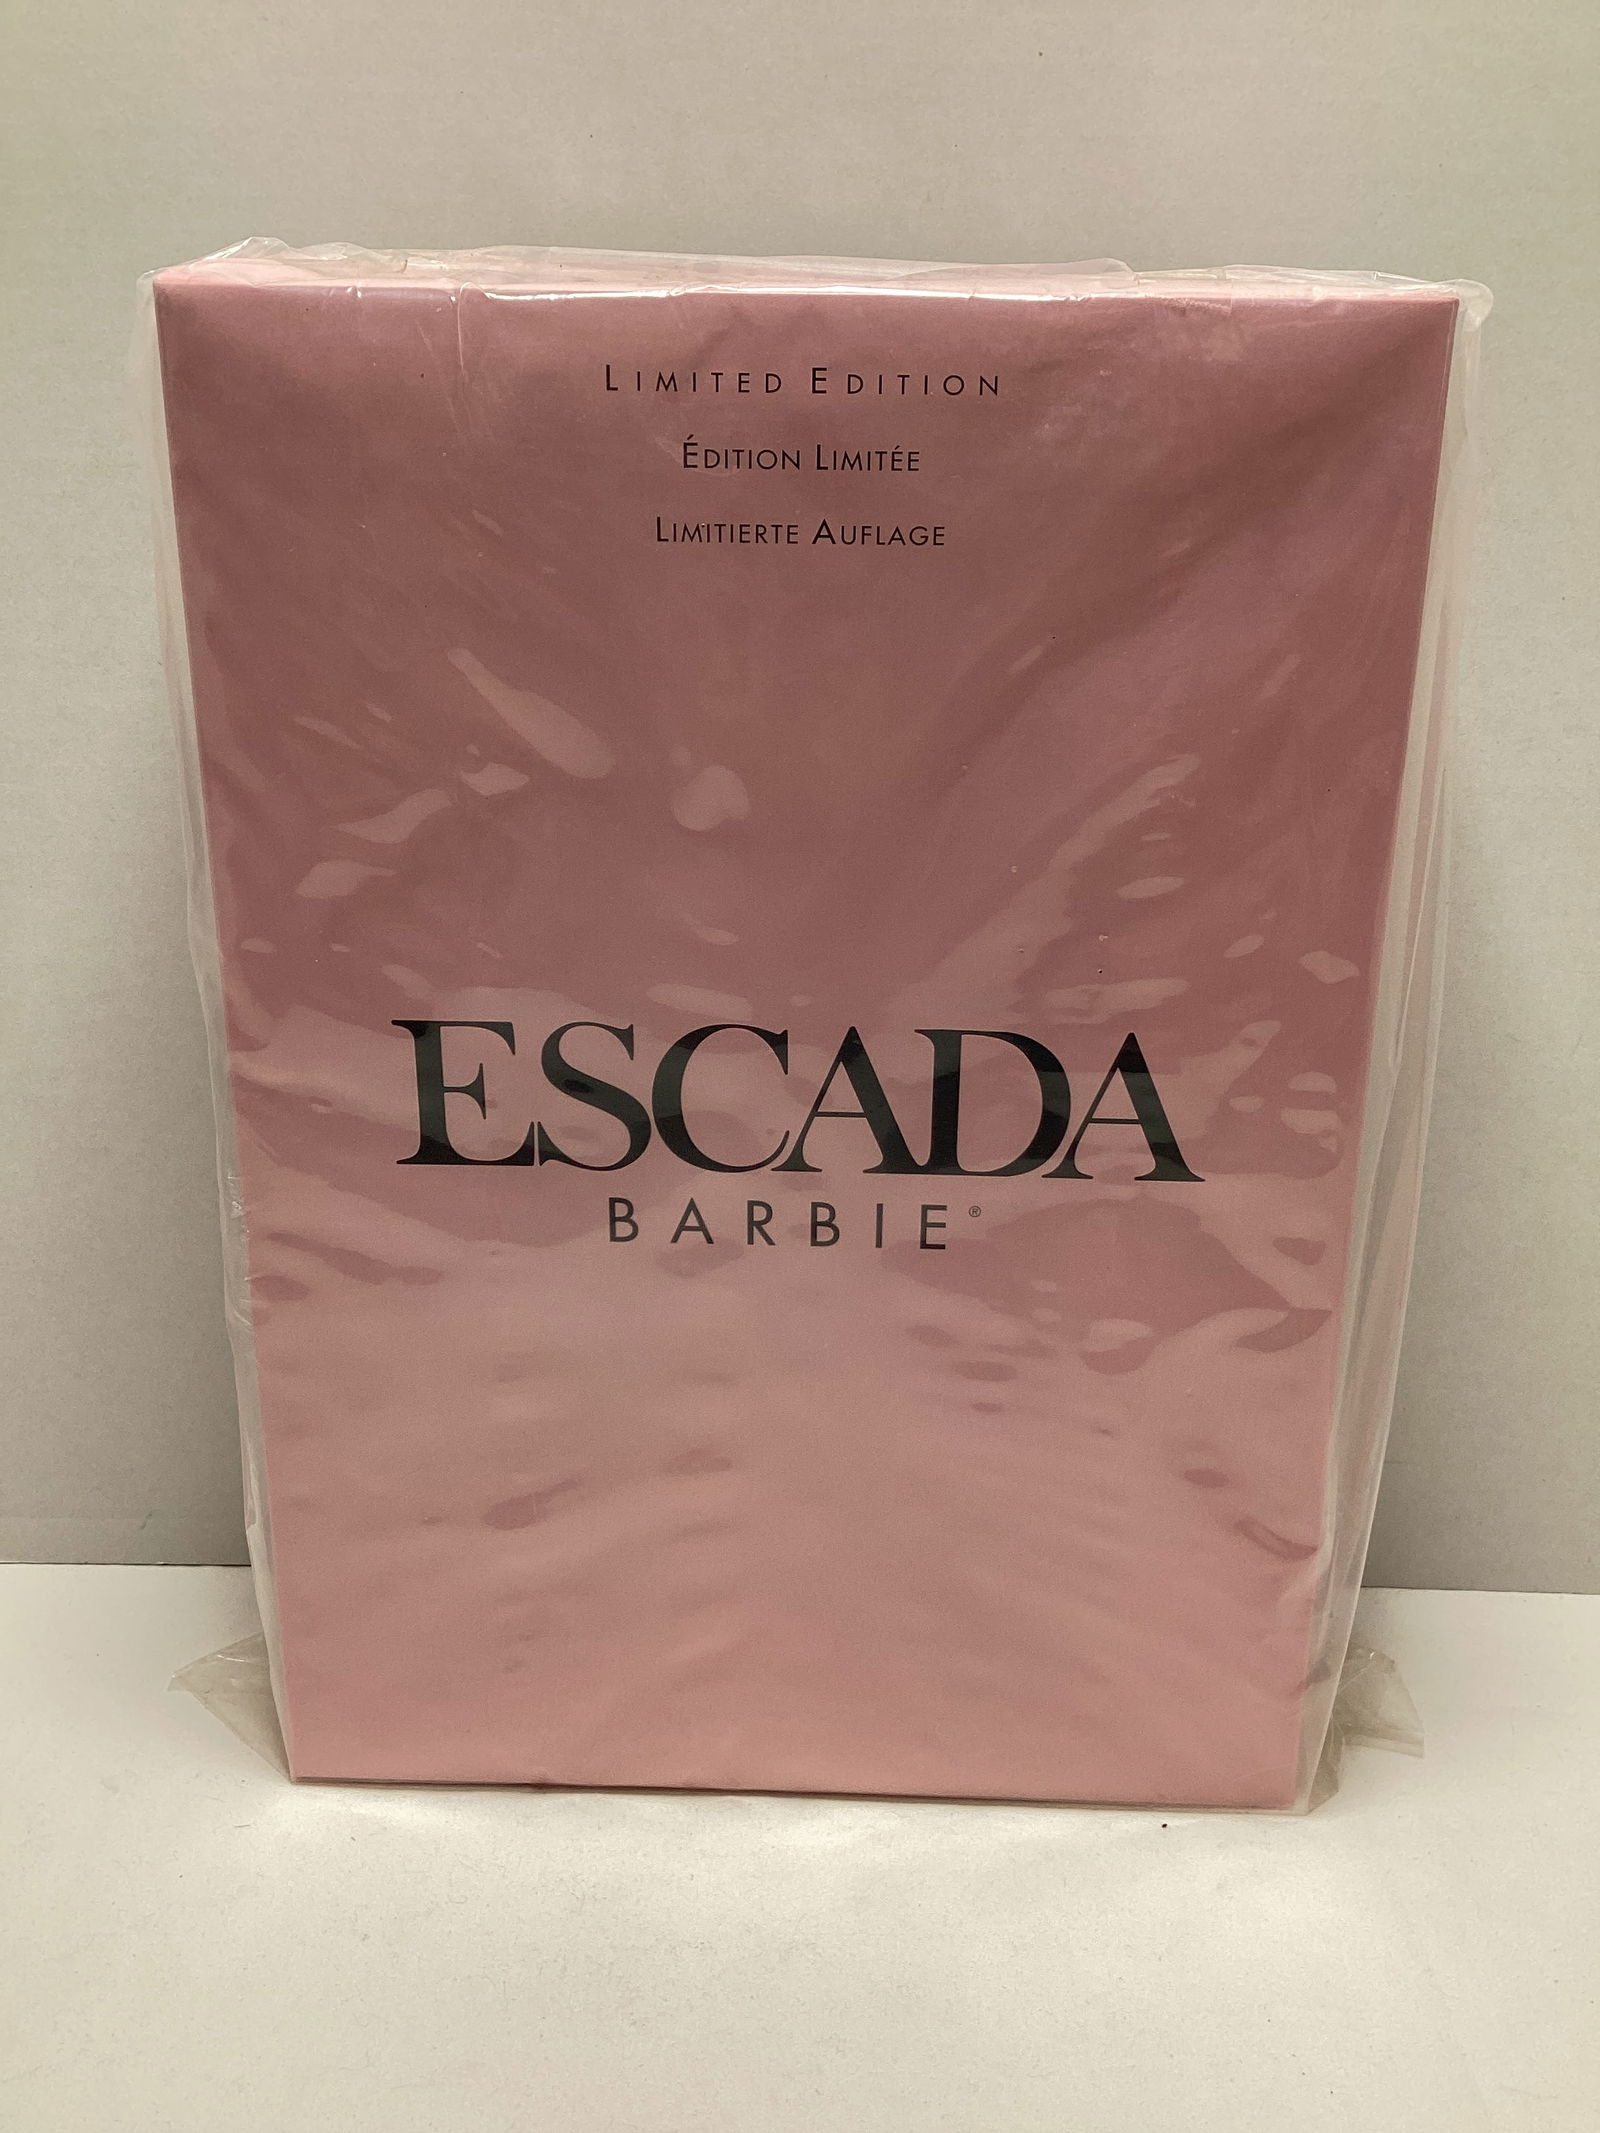 LIMITED EDITION
ÉDITION LIMITÉE
LIMITIERTE AUFLAGE
ESCADA
BARBIE®